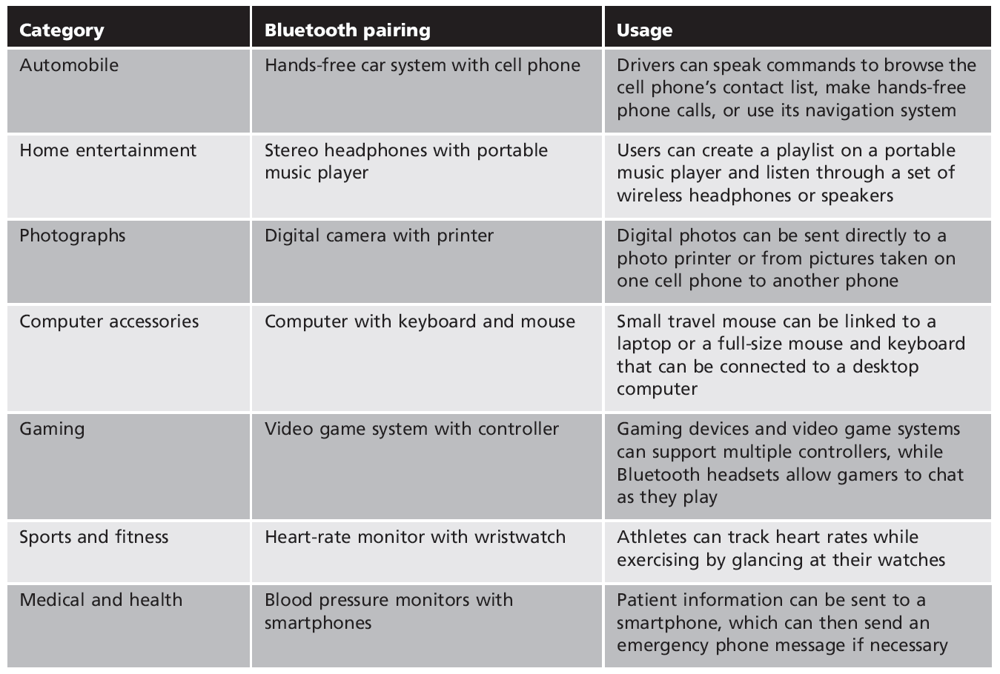 Category
Bluetooth pairing
Usage
Automobile
Hands-free car system with cell phone
Drivers can speak commands to browse the
cell phone’s contact list, make hands-free
phone calls, or use its navigation system
Home entertainment
Stereo headphones with portable
music player
Users can create a playlist on a portable
music player and listen through a set of
wireless headphones or speakers
Photographs
Digital camera with printer
Digital photos can be sent directly to a
photo printer or from pictures taken on
one cell phone to another phone
Computer accessories
Computer with keyboard and mouse
Small travel mouse can be linked to a
laptop or a full-size mouse and keyboard
that can be connected to a desktop
computer
Gaming
Video game system with controller
Gaming devices and video game systems
can support multiple controllers, while
Bluetooth headsets allow gamers to chat
as they play
Sports and fitness
Heart-rate monitor with wristwatch
Athletes can track heart rates while
exercising by glancing at their watches
Medical and health
Blood pressure monitors with
smartphones
Patient information can be sent to a
smartphone, which can then send an
emergency phone message if necessary